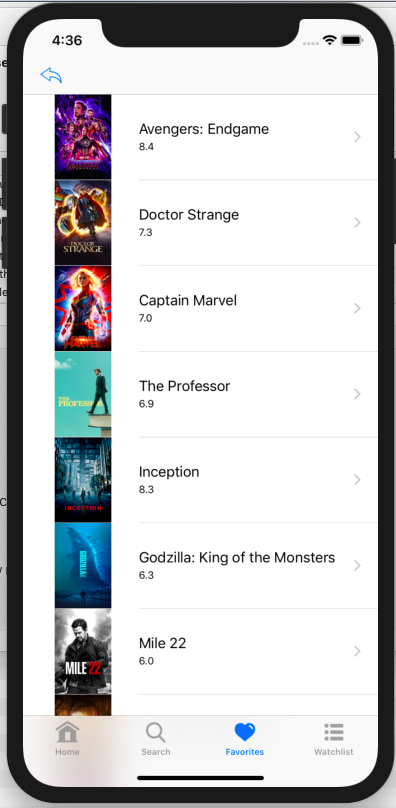 4:36
Avengers: Endgame
8.4
Doctor Strange
7.3
DOCTOR
STRANGE
Captain Marvel
7.0
The Professor
6.9
THE
PROFESSOR
Inception
8.3
INCEPTION
Godzilla: King of the Monsters
6.3
GODZILLA
Mile 22
6.0
MILE 22
Home
Search
Favorites
Watchlist